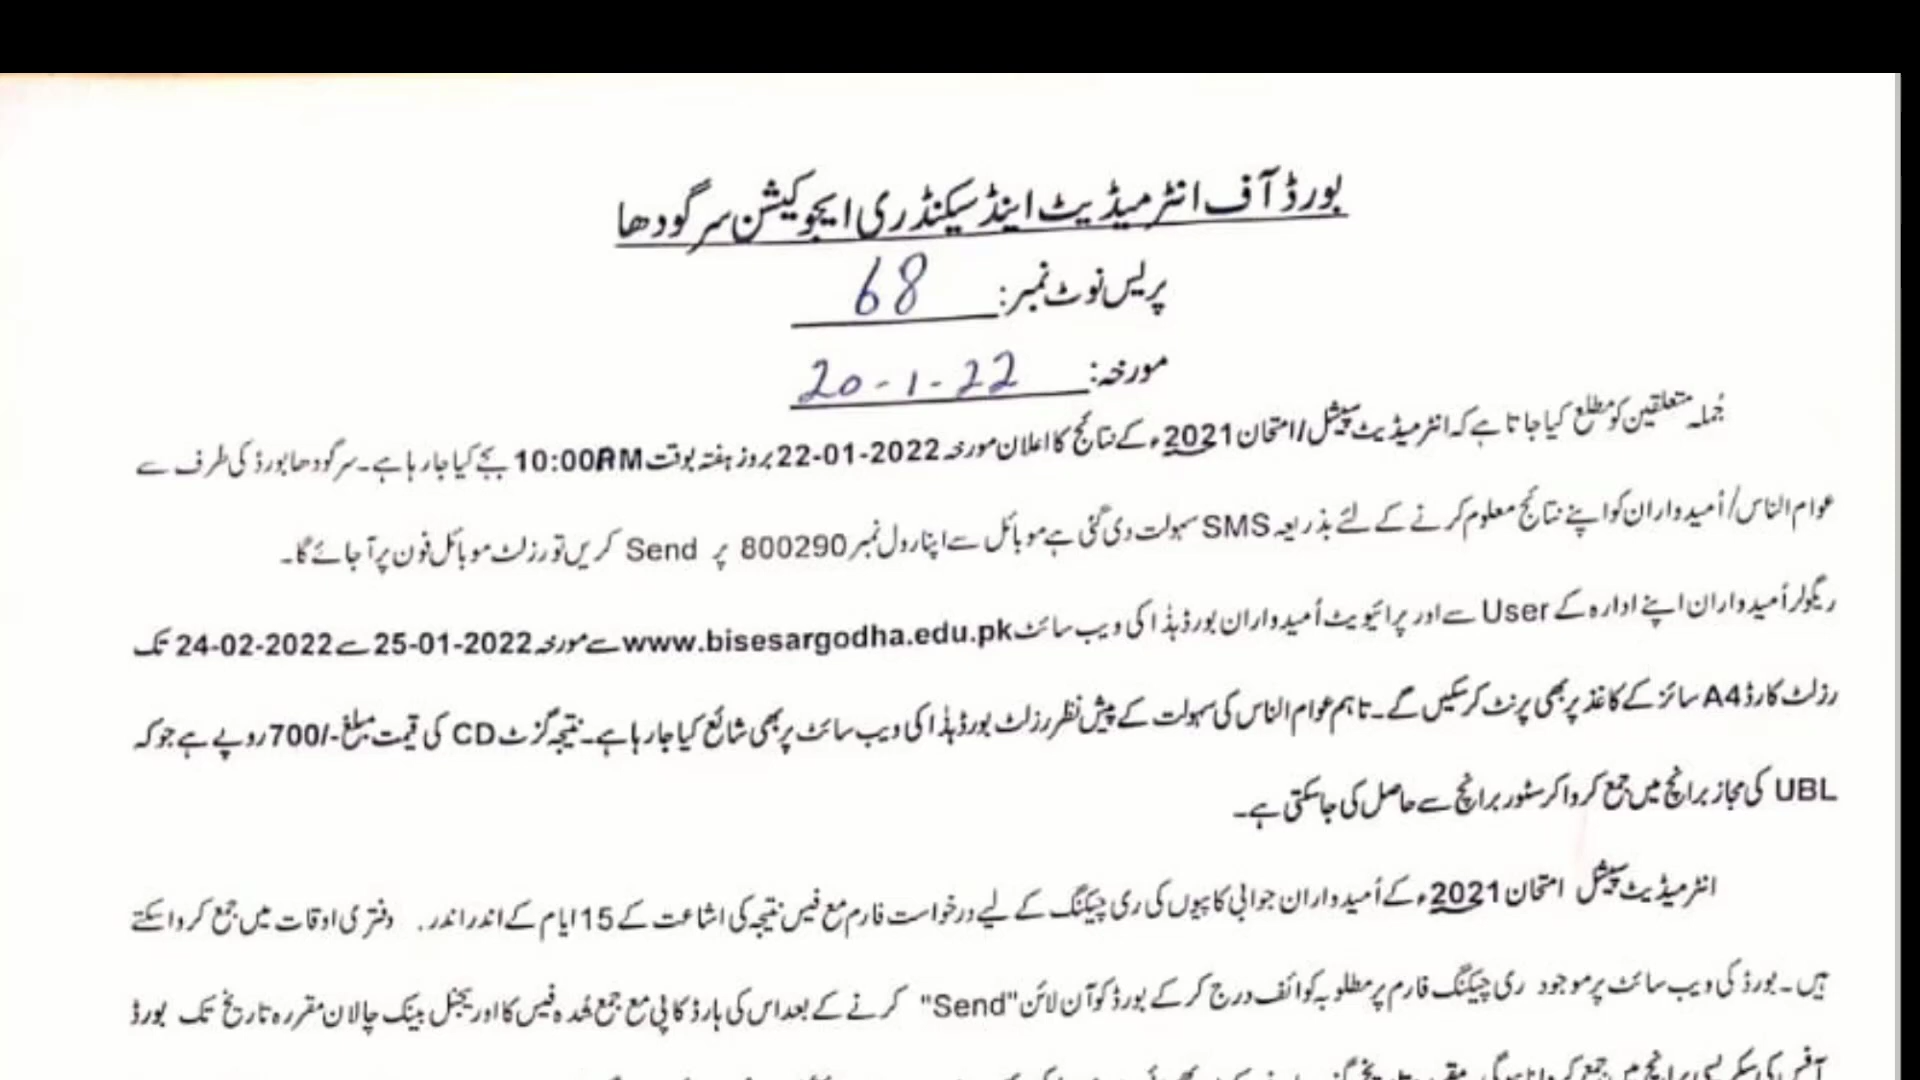 بورڈ آف انٹرمیڈیٹ اینڈ سیکنڈری ایجوکیشن سرگودھا
پریس نوٹ نمبر: 68
مورخہ: 20-1-22
جُملہ متعلقین کو مطلع کیا جاتا ہے کہ انٹرمیڈیٹ سپیشل/امتحان 2021ء کے نتائج کا اعلان مورخہ 22-01-2022 بروز ہفتہ بوقت 10:00AM بجے کیا جارہا ہے۔ سرگودھا بورڈ کی طرف سے
عوام الناس/اُمیدواران کو اپنے نتائج معلوم کرنے کے لئے بذریعہ SMS سہولت دی گئی ہے موبائل سے اپنا رول نمبر 800290 پر Send کریں تو رزلٹ موبائل فون پر آجائے گا۔
ریگولر اُمیدواران اپنے ادارہ کے User سے اور پرائیویٹ اُمیدواران بورڈ ہٰذا کی ویب سائٹ www.bisesargodha.edu.pk سے مورخہ 25-01-2022 سے 24-02-2022 تک
رزلٹ کارڈ A4 سائز کے کاغذ پر بھی پرنٹ کر سکیں گے۔ تاہم عوام الناس کی سہولت کے پیش نظر رزلٹ بورڈ ہٰذا کی ویب سائٹ پر بھی شائع کیا جارہا ہے۔ نتیجہ گزٹ CD کی قیمت مبلغ -/700 روپے ہے جو کہ
UBL کی مجاز برانچ میں جمع کروا کر سٹور برانچ سے حاصل کی جاسکتی ہے۔
انٹرمیڈیٹ سپیشل امتحان 2021ء کے اُمیدواران جوابی کاپیوں کی ری چیکنگ کے لیے درخواست فارم مع فیس نتیجہ کی اشاعت کے 15 ایام کے اندر اندر. دفتری اوقات میں جمع کرواسکتے
ہیں۔ بورڈ کی ویب سائٹ پر موجود ری چیکنگ فارم پر مطلوبہ کوائف درج کر کے بورڈ کو آن لائن "Send" کرنے کے بعد اس کی ہارڈ کاپی مع جمع شُدہ فیس کا اوریجنل بینک چالان مقررہ تاریخ تک بورڈ